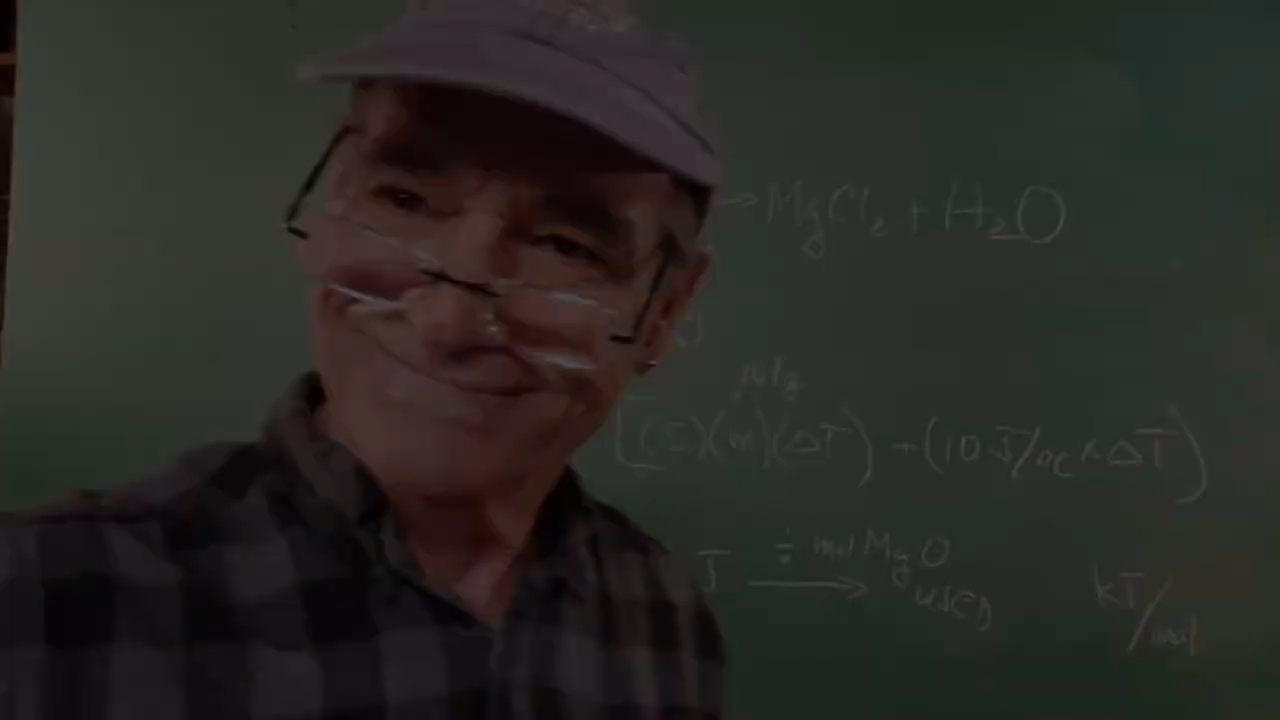 → MgCl₂ + H₂O
[( )(m)(ΔT) + (10 J/°C × ΔT)
J ÷ mol MgO → kJ/mol
used